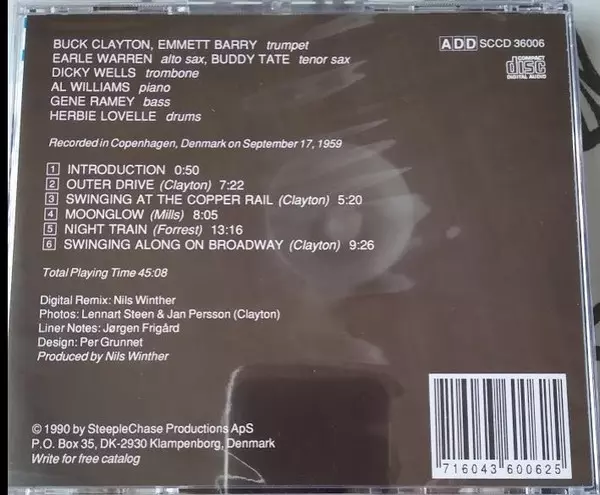 BUCK CLAYTON, EMMETT BARRY trumpet
EARLE WARREN alto sax, BUDDY TATE tenor sax
DICKY WELLS trombone
AL WILLIAMS piano
GENE RAMEY bass
HERBIE LOVELLE drums
ADD SCCD 36006
COMPACT
disc
DIGITAL AUDIO
Recorded in Copenhagen, Denmark on September 17, 1959
1 INTRODUCTION 0:50
2 OUTER DRIVE (Clayton) 7:22
3 SWINGING AT THE COPPER RAIL (Clayton) 5:20
4 MOONGLOW (Mills) 8:05
5 NIGHT TRAIN (Forrest) 13:16
6 SWINGING ALONG ON BROADWAY (Clayton) 9:26
Total Playing Time 45:08
Digital Remix: Nils Winther
Photos: Lennart Steen & Jan Persson (Clayton)
Liner Notes: Jørgen Frigård
Design: Per Grunnet
Produced by Nils Winther
© 1990 by SteepleChase Productions ApS
P.O. Box 35, DK-2930 Klampenborg, Denmark
Write for free catalog
716043 600625